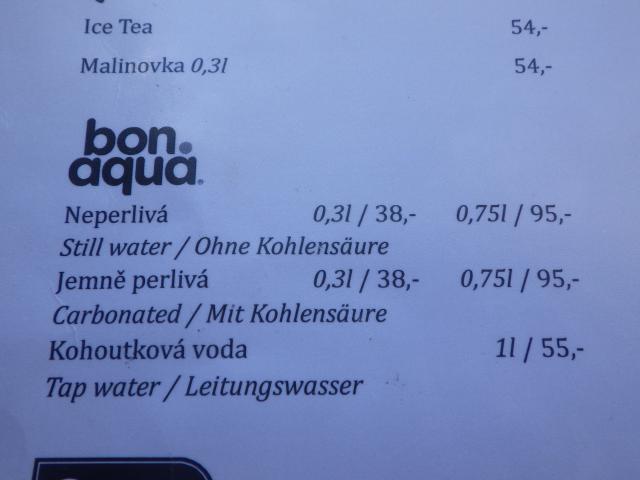 Ice Tea 54,-
Malinovka 0,3l 54,-
bon.
aqua.
Neperlivá 0,3l / 38,- 0,75l / 95,-
Still water / Ohne Kohlensäure
Jemně perlivá 0,3l / 38,- 0,75l / 95,-
Carbonated / Mit Kohlensäure
Kohoutková voda 1l / 55,-
Tap water / Leitungswasser